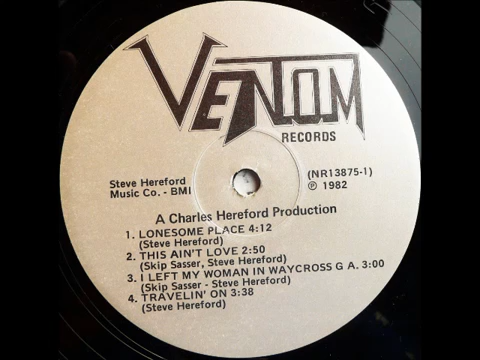 VENOM
RECORDS
Steve Hereford
Music Co. - BMI
(NR13875-1)
℗ 1982
A Charles Hereford Production
1. LONESOME PLACE 4:12
(Steve Hereford)
2. THIS AIN'T LOVE 2:50
(Skip Sasser, Steve Hereford)
3. I LEFT MY WOMAN IN WAYCROSS G A. 3:00
(Skip Sasser - Steve Hereford)
4. TRAVELIN' ON 3:38
(Steve Hereford)